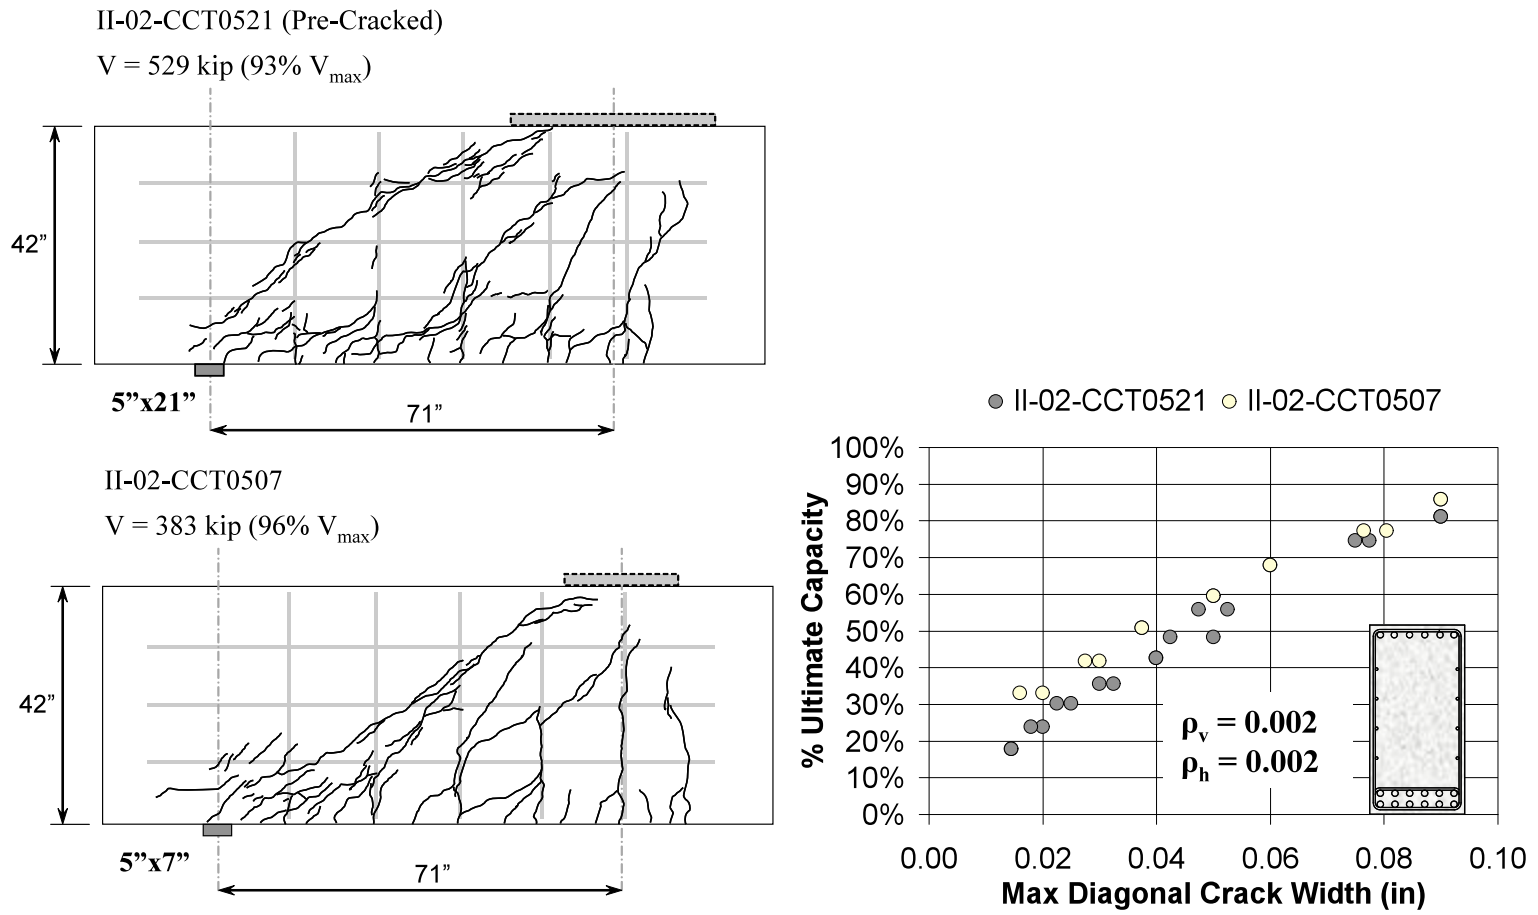 II-02-CCT0521 (Pre-Cracked)
V = 529 kip (93% Vmax)
42”
5”x21”
71”
II-02-CCT0507
V = 383 kip (96% Vmax)
42”
5”x7”
71”
II-02-CCT0521 II-02-CCT0507
100%
90%
80%
70%
60%
50%
40%
30%
20%
10%
0%
% Ultimate Capacity
ρv = 0.002
ρh = 0.002
0.00 0.02 0.04 0.06 0.08 0.10
Max Diagonal Crack Width (in)